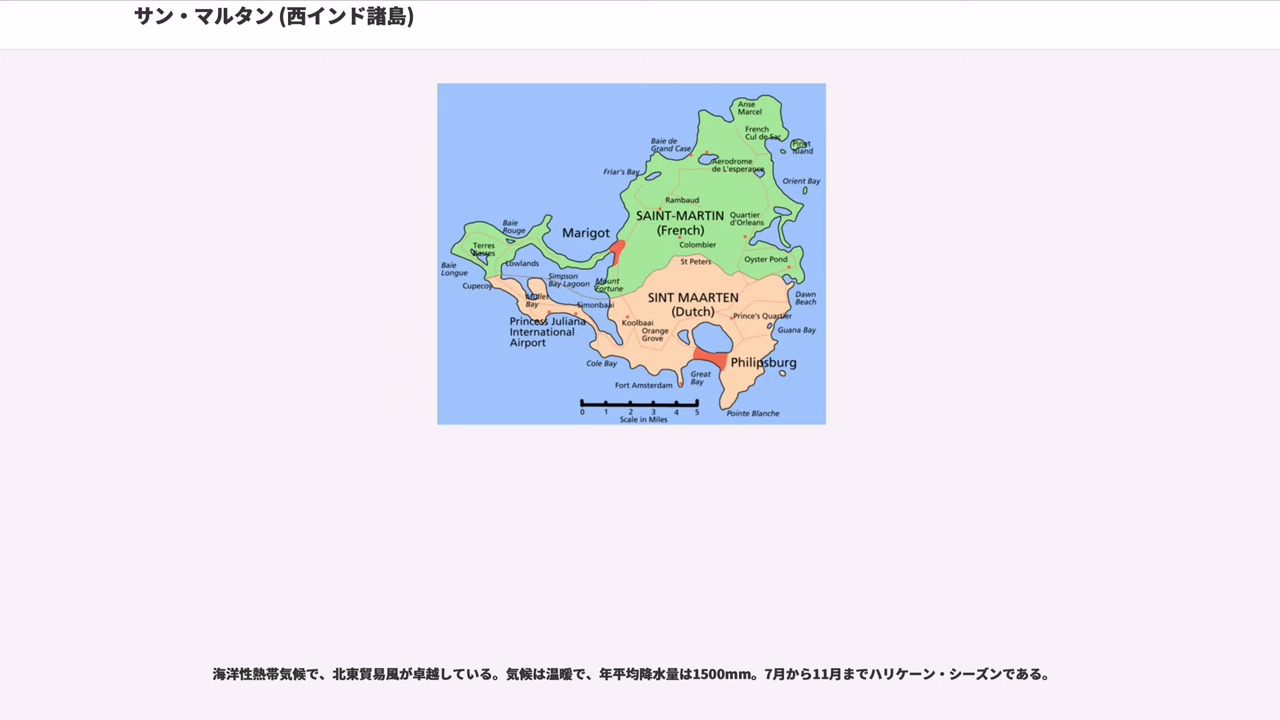 サン・マルタン (西インド諸島)
Anse
Marcel
French
Cul de Sac
Pinel
Island
Baie de
Grand Case
Aerodrome
de L'esperance
Friar's Bay
Orient Bay
Rambaud
SAINT-MARTIN
(French)
Quartier
d'Orleans
Baie
Rouge
Marigot
Colombier
Terres
Basses
St Peters
Oyster Pond
Baie
Longue
Lowlands
Simpson
Bay Lagoon
Mount
Fortune
Cupecoy
Mullet
Bay
Simonbaai
SINT MAARTEN
(Dutch)
Dawn
Beach
Princess Juliana
International
Airport
Koolbaai
Orange
Grove
Prince's Quartier
Guana Bay
Cole Bay
Philipsburg
Great
Bay
Fort Amsterdam
Pointe Blanche
0 1 2 3 4 5
Scale in Miles
海洋性熱帯気候で、北東貿易風が卓越している。気候は温暖で、年平均降水量は1500mm。7月から11月までハリケーン・シーズンである。